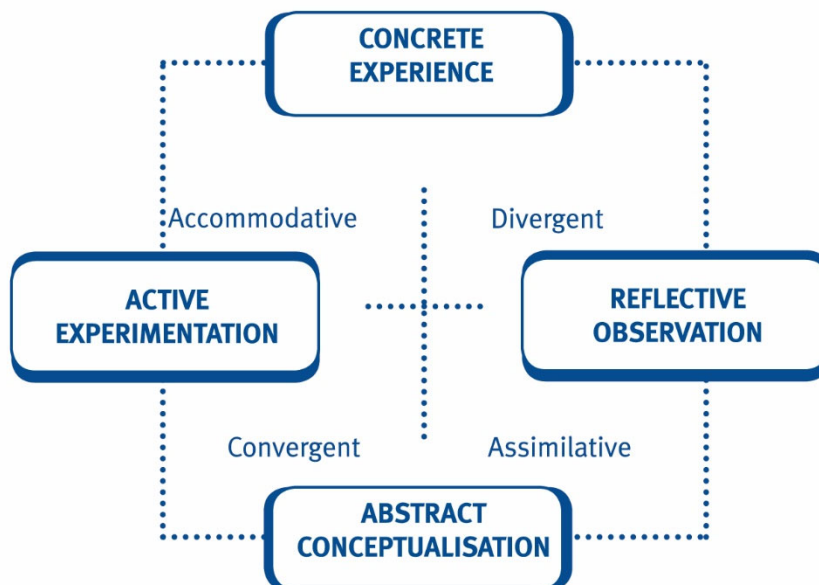 CONCRETE
EXPERIENCE
Accommodative
Divergent
ACTIVE
EXPERIMENTATION
REFLECTIVE
OBSERVATION
Convergent
Assimilative
ABSTRACT
CONCEPTUALISATION